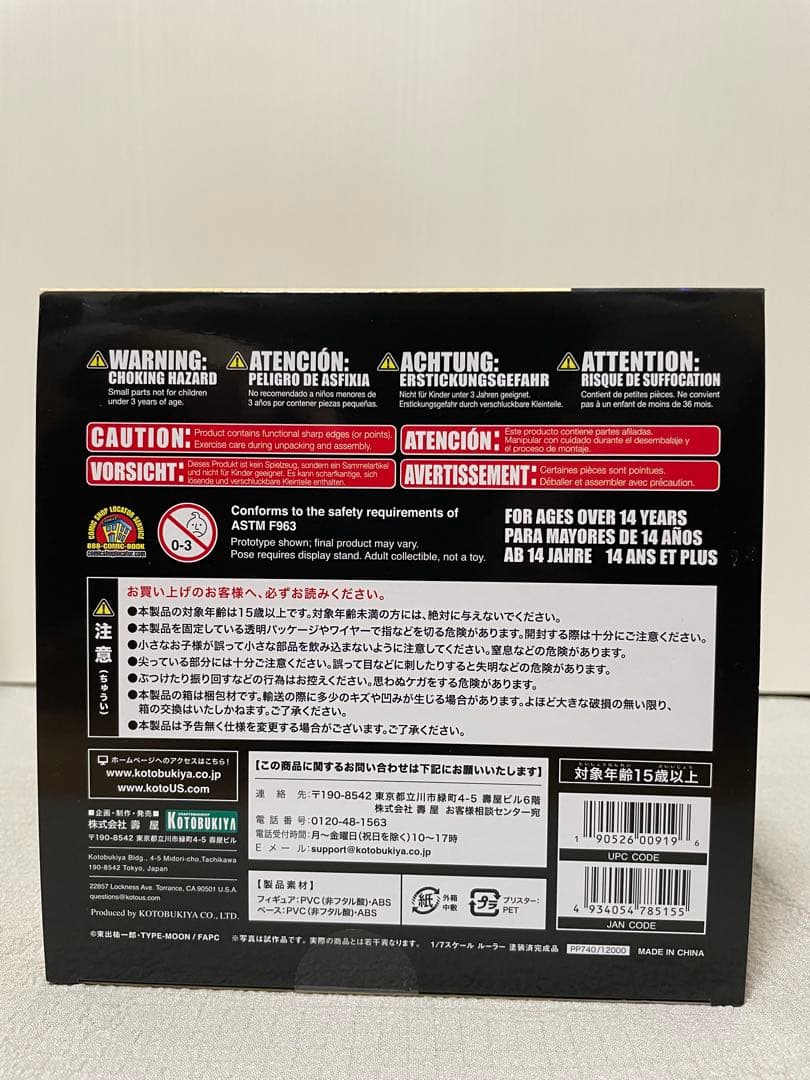 WARNING:
CHOKING HAZARD
Small parts not for children
under 3 years of age.
ATENCIÓN:
PELIGRO DE ASFIXIA
No recomendado a niños menores de
3 años por contener piezas pequeñas.
ACHTUNG:
ERSTICKUNGSGEFAHR
Nicht für Kinder unter 3 Jahren geeignet.
Erstickungsgefahr durch verschluckbare Kleinteile.
ATTENTION:
RISQUE DE SUFFOCATION
Contient de petites pièces. Ne convient
pas à un enfant de moins de 36 mois.
CAUTION: Product contains functional sharp edges (or points).
Exercise care during unpacking and assembly.
ATENCIÓN: Este producto contiene partes afiladas.
Manipular con cuidado durante el desembalaje y
el proceso de montaje.
VORSICHT: Dieses Produkt ist kein Spielzeug, sondern ein Sammelartikel
und nicht für Kinder geeignet. Es kann scharfkantige, sich
lösende und verschluckbare Kleinteile enthalten.
AVERTISSEMENT: Certaines pièces sont pointues.
Déballer et assembler avec précaution.
COMIC SHOP LOCATOR SERVICE
888-COMIC-BOOK
comicshoplocator.com
0-3
Conforms to the safety requirements of
ASTM F963
Prototype shown; final product may vary.
Pose requires display stand. Adult collectible, not a toy.
FOR AGES OVER 14 YEARS
PARA MAYORES DE 14 AÑOS
AB 14 JAHRE 14 ANS ET PLUS
注意(ちゅうい)
お買い上げのお客様へ、必ずお読みください。
●本製品の対象年齢は15歳以上です。対象年齢未満の方には、絶対に与えないでください。
●本製品を固定している透明パッケージやワイヤーで指などを切る危険があります。開封する際は十分にご注意ください。
●小さなお子様が誤って小さな部品を飲み込まないように注意してください。窒息などの危険があります。
●尖っている部分には十分ご注意ください。誤って目などに刺したりすると失明などの危険があります。
●ぶつけたり振り回すなどの行為はお控えください。思わぬケガをする危険があります。
●本製品の箱は梱包材です。輸送の際に多少のキズや凹みが生じる場合があります。よほど大きな破損の無い限り、
箱の交換はいたしかねます。ご了承ください。
●本製品は予告無く仕様を変更する場合がございます。ご了承ください。
ホームページへのアクセスはこちら!
www.kotobukiya.co.jp
www.kotoUS.com
■企画・制作・発売■
株式会社 壽 屋 KOTOBUKIYA
〒190-8542 東京都立川市緑町4-5 壽屋ビル
Kotobukiya Bldg., 4-5 Midori-cho,Tachikawa
190-8542 Tokyo, Japan
22857 Lockness Ave. Torrance, CA 90501 U.S.A.
questions@kotous.com
Produced by KOTOBUKIYA CO., LTD.
【この商品に関するお問い合わせは下記にお願いいたします】
連絡先:〒190-8542 東京都立川市緑町4-5 壽屋ビル6階
株式会社 壽 屋 お客様相談センター宛
電話番号:0120-48-1563
電話受付時間:月~金曜日(祝日を除く)10~17時
Eメール:support@kotobukiya.co.jp
【製品素材】
フィギュア:PVC(非フタル酸)・ABS
ベース:PVC(非フタル酸)・ABS
紙
外箱
中敷
プラ
ブリスター:
PET
対象年齢15歳以上
たいしょうねんれい さいいじょう
1 90526 00919 6
UPC CODE
4 934054 785155
JAN CODE
©東出祐一郎・TYPE-MOON / FAPC ※写真は試作品です。実際の商品とは若干異なります。 1/7スケール ルーラー 塗装済完成品 PP740/12000 MADE IN CHINA